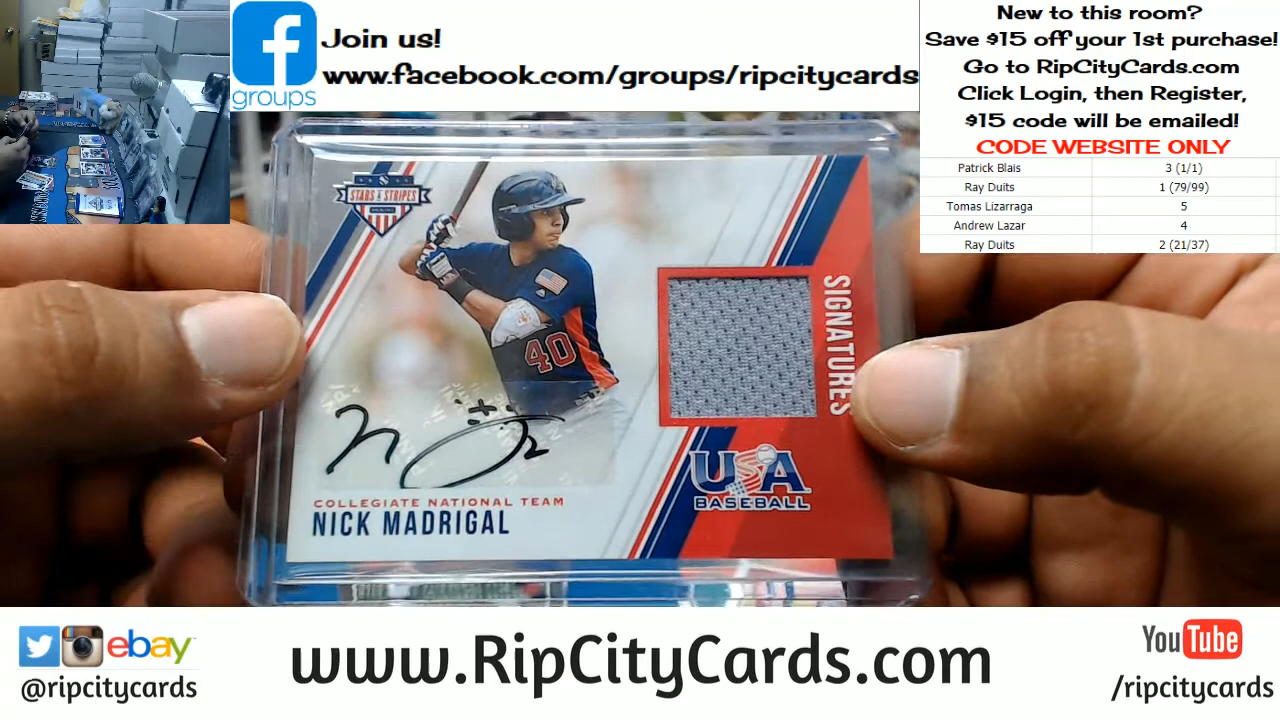 Join us!
www.facebook.com/groups/ripcitycards
groups
New to this room?
Save $15 off your 1st purchase!
Go to RipCityCards.com
Click Login, then Register,
$15 code will be emailed!
CODE WEBSITE ONLY
Patrick Blais 3 (1/1)
Ray Duits 1 (79/99)
Tomas Lizarraga 5
Andrew Lazar 4
Ray Duits 2 (21/37)
STARS & STRIPES
40
SIGNATURES
USA
BASEBALL
COLLEGIATE NATIONAL TEAM
NICK MADRIGAL
ebay
@ripcitycards
www.RipCityCards.com
YouTube
/ripcitycards